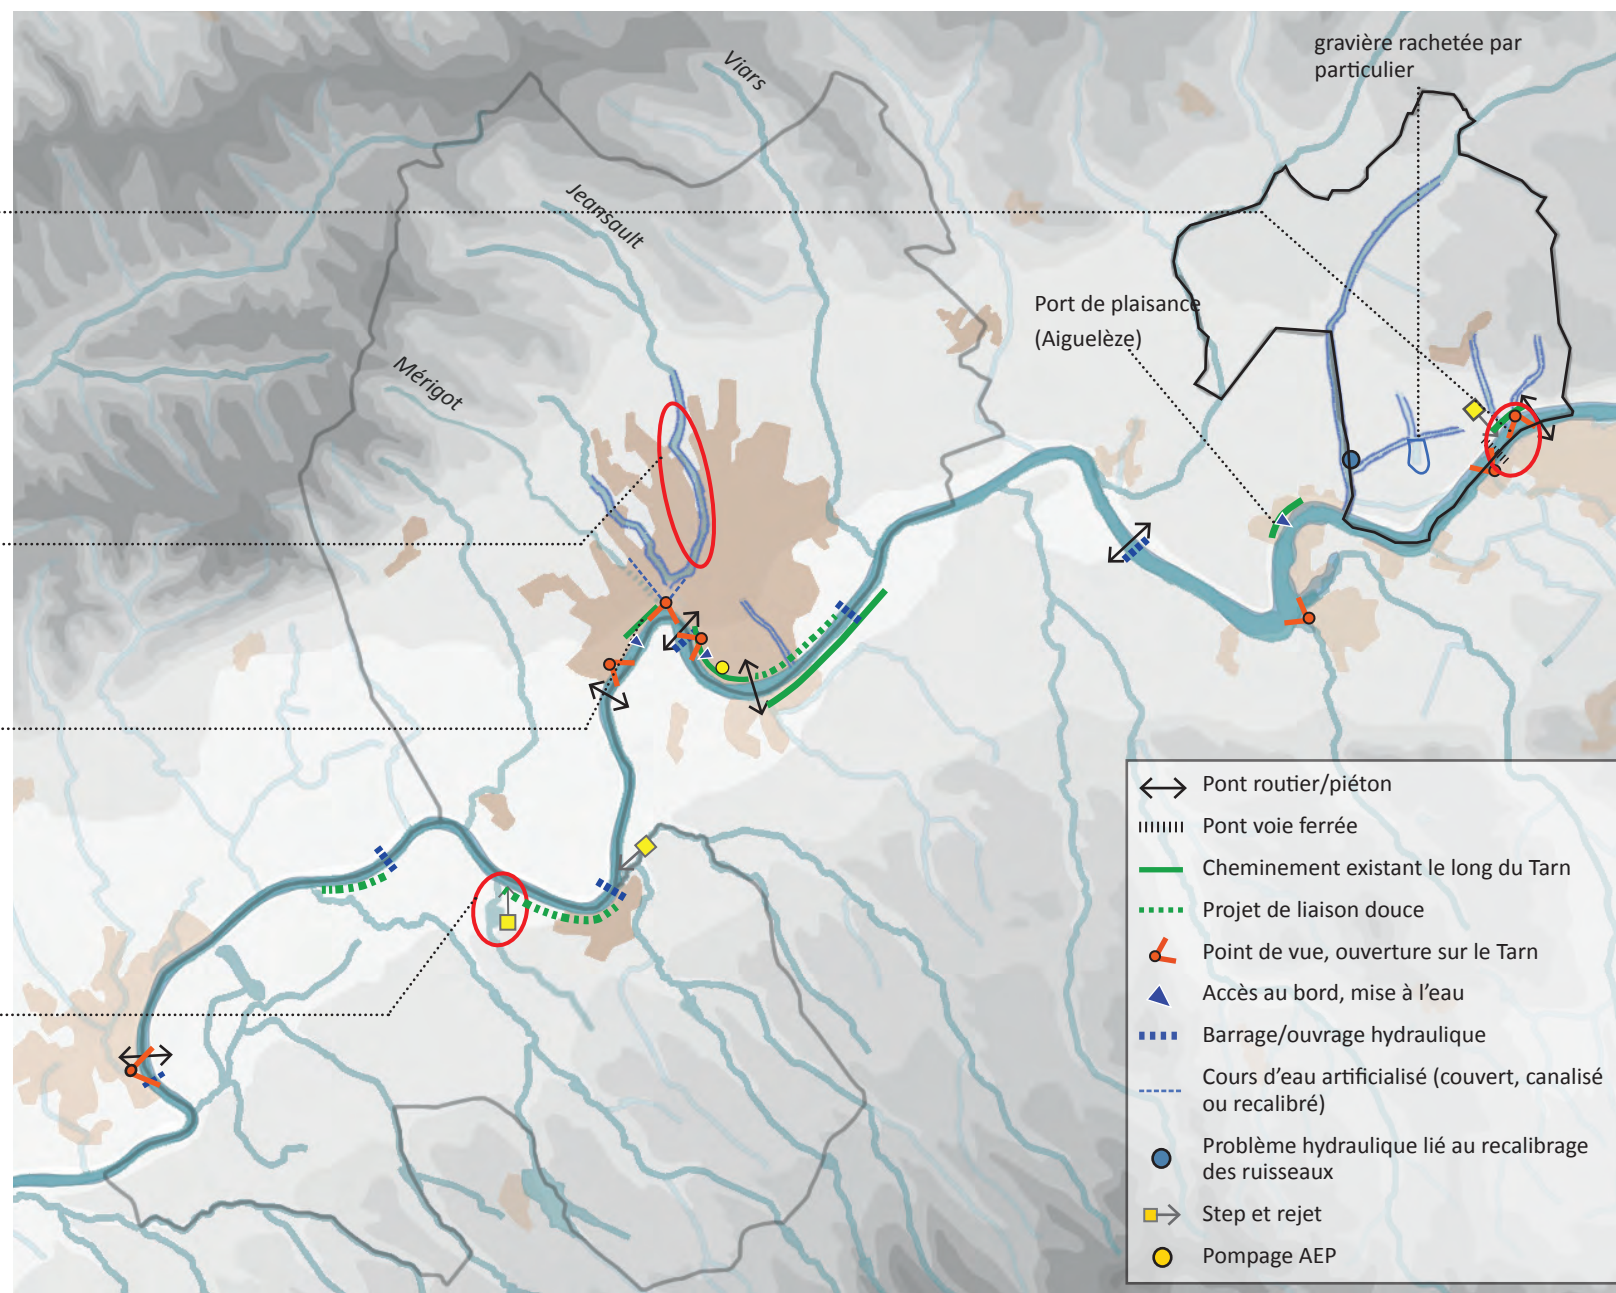 gravière rachetée par
particulier
Viars
Jeansault
Port de plaisance
(Aiguelèze)
Mérigot
Pont routier/piéton
Pont voie ferrée
Cheminement existant le long du Tarn
Projet de liaison douce
Point de vue, ouverture sur le Tarn
Accès au bord, mise à l'eau
Barrage/ouvrage hydraulique
Cours d'eau artificialisé (couvert, canalisé
ou recalibré)
Problème hydraulique lié au recalibrage
des ruisseaux
Step et rejet
Pompage AEP